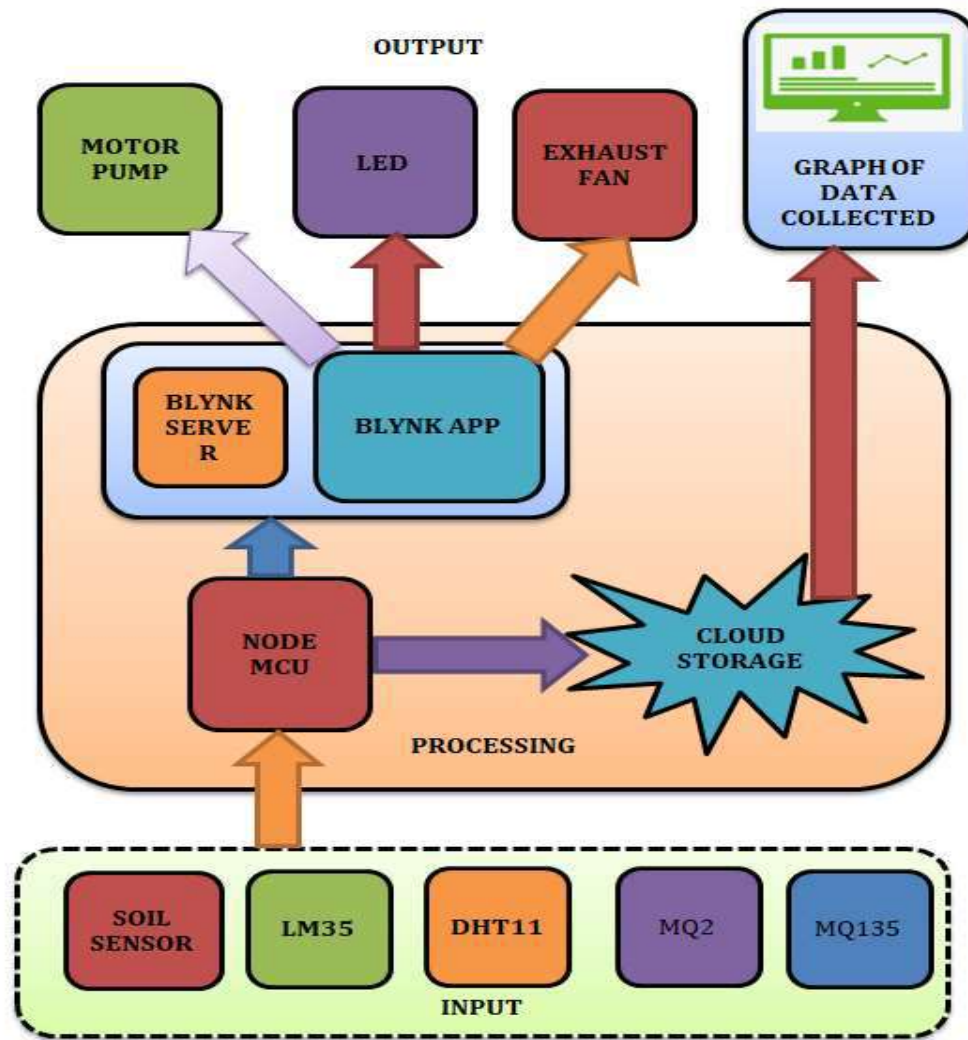 OUTPUT
MOTOR
PUMP
LED
EXHAUST
FAN
GRAPH OF
DATA
COLLECTED
BLYNK
SERVE
R
BLYNK APP
NODE
MCU
CLOUD
STORAGE
PROCESSING
SOIL
SENSOR
LM35
DHT11
MQ2
MQ135
INPUT